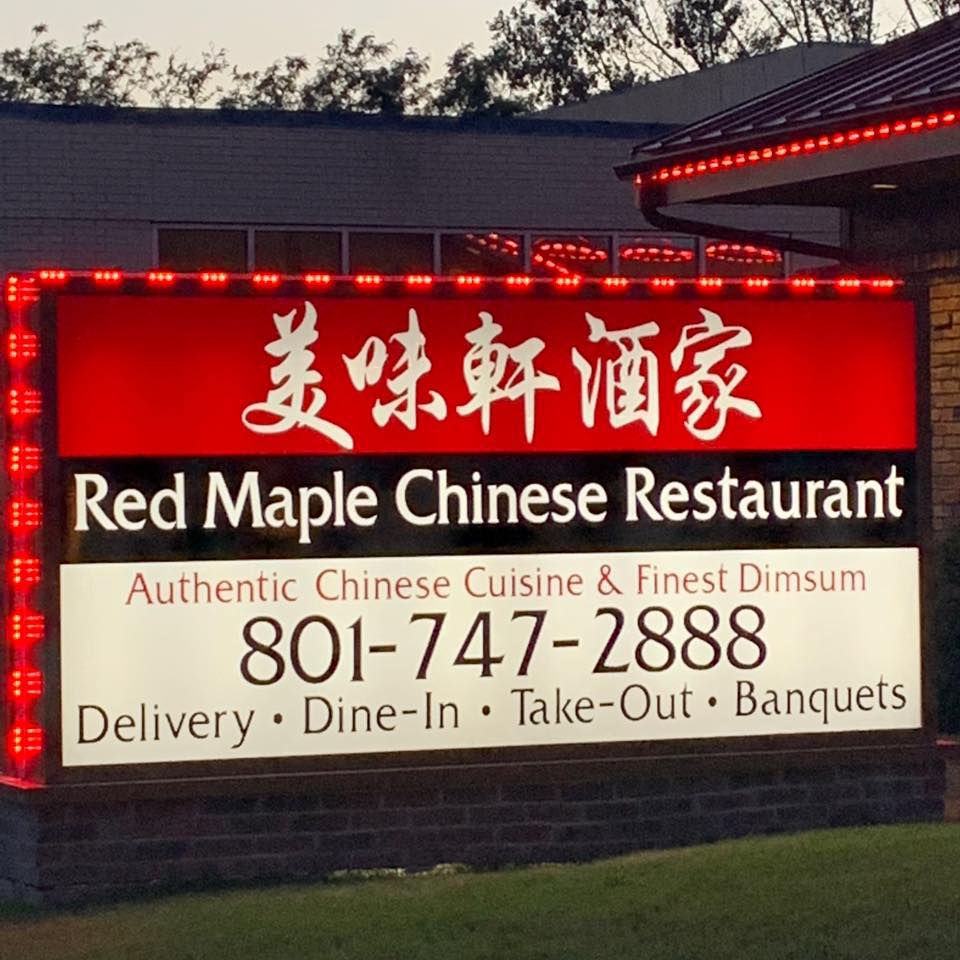 美味軒酒家
Red Maple Chinese Restaurant
Authentic Chinese Cuisine & Finest Dimsum
801-747-2888
Delivery • Dine-In • Take-Out • Banquets